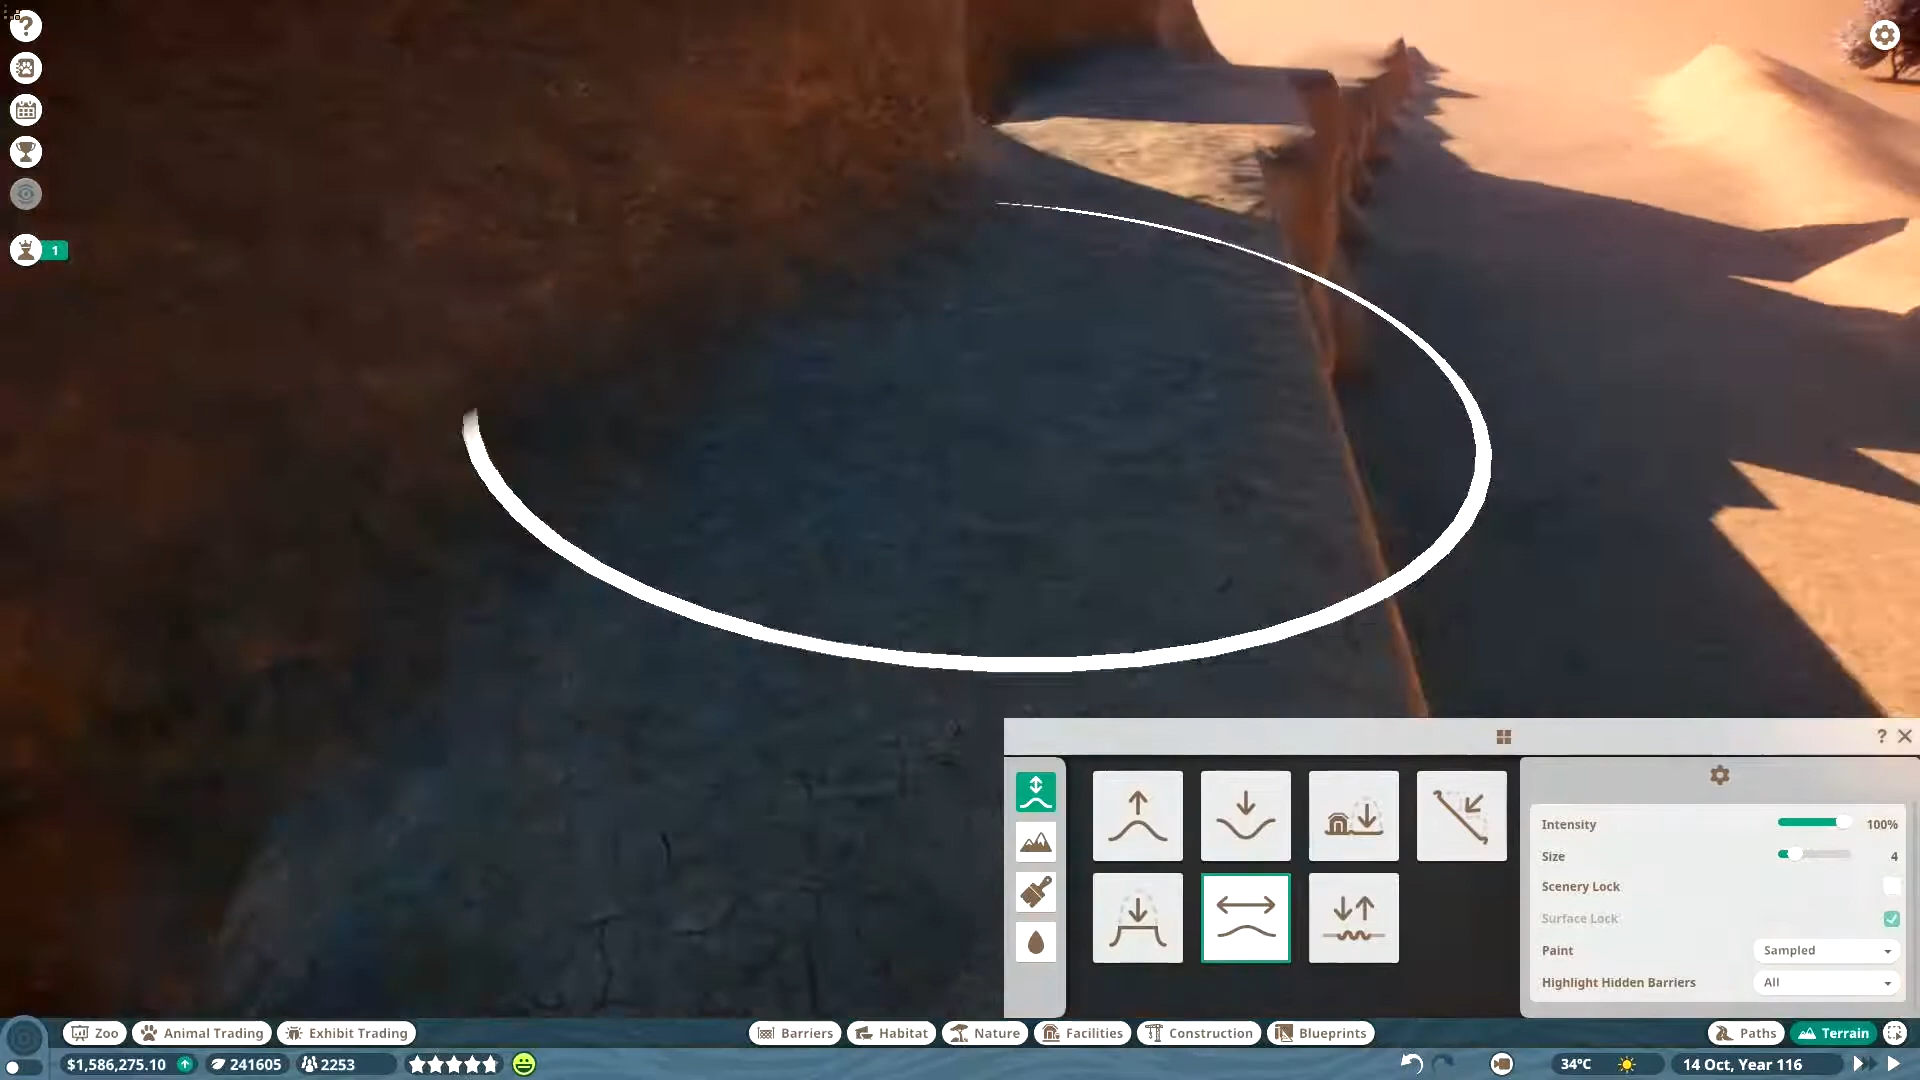 ?
1
?
Intensity 100%
Size 4
Scenery Lock
Surface Lock
Paint Sampled
Highlight Hidden Barriers All
Zoo Animal Trading Exhibit Trading Barriers Habitat Nature Facilities Construction Blueprints Paths Terrain
$1,586,275.10 241605 2253 34°C 14 Oct, Year 116